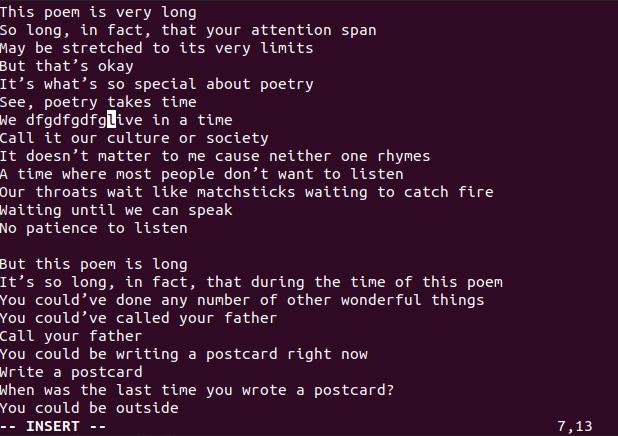 This poem is very long
So long, in fact, that your attention span
May be stretched to its very limits
But that’s okay
It’s what’s so special about poetry
See, poetry takes time
We dfgdfgdfglive in a time
Call it our culture or society
It doesn’t matter to me cause neither one rhymes
A time where most people don’t want to listen
Our throats wait like matchsticks waiting to catch fire
Waiting until we can speak
No patience to listen

But this poem is long
It’s so long, in fact, that during the time of this poem
You could’ve done any number of other wonderful things
You could’ve called your father
Call your father
You could be writing a postcard right now
Write a postcard
When was the last time you wrote a postcard?
You could be outside
-- INSERT -- 7,13